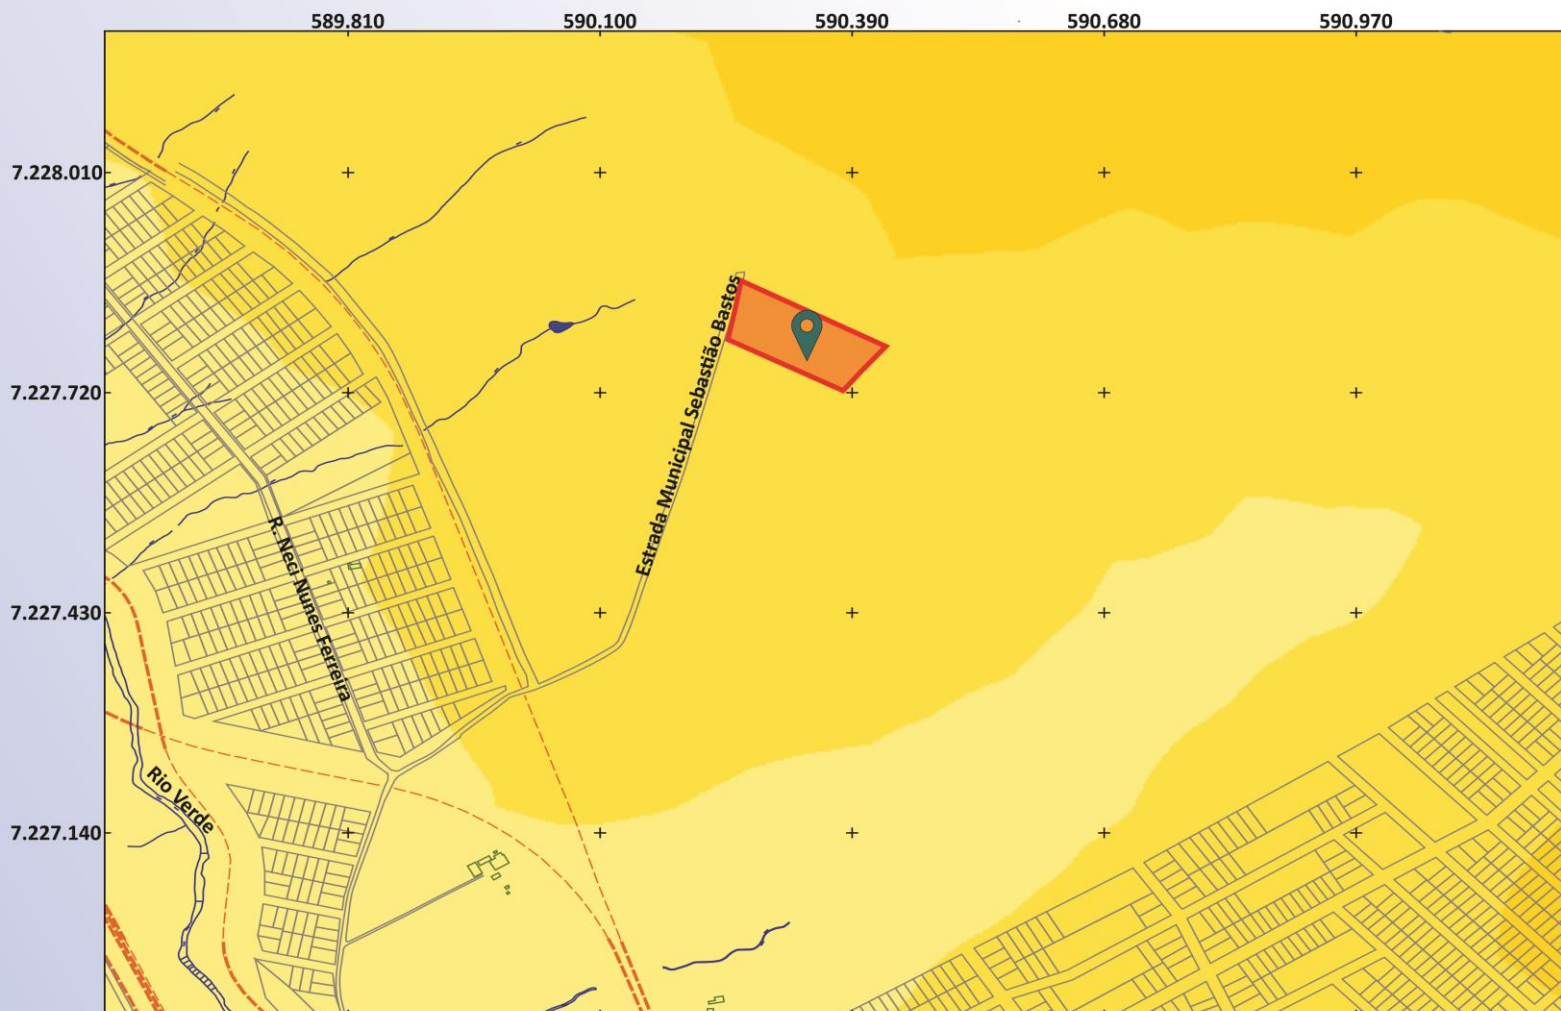 589.810 590.100 590.390 590.680 590.970
7.228.010
7.227.720
7.227.430
7.227.140
Estrada Municipal Sebastião Bastos
R. Neci Nunes Ferreira
Rio Verde